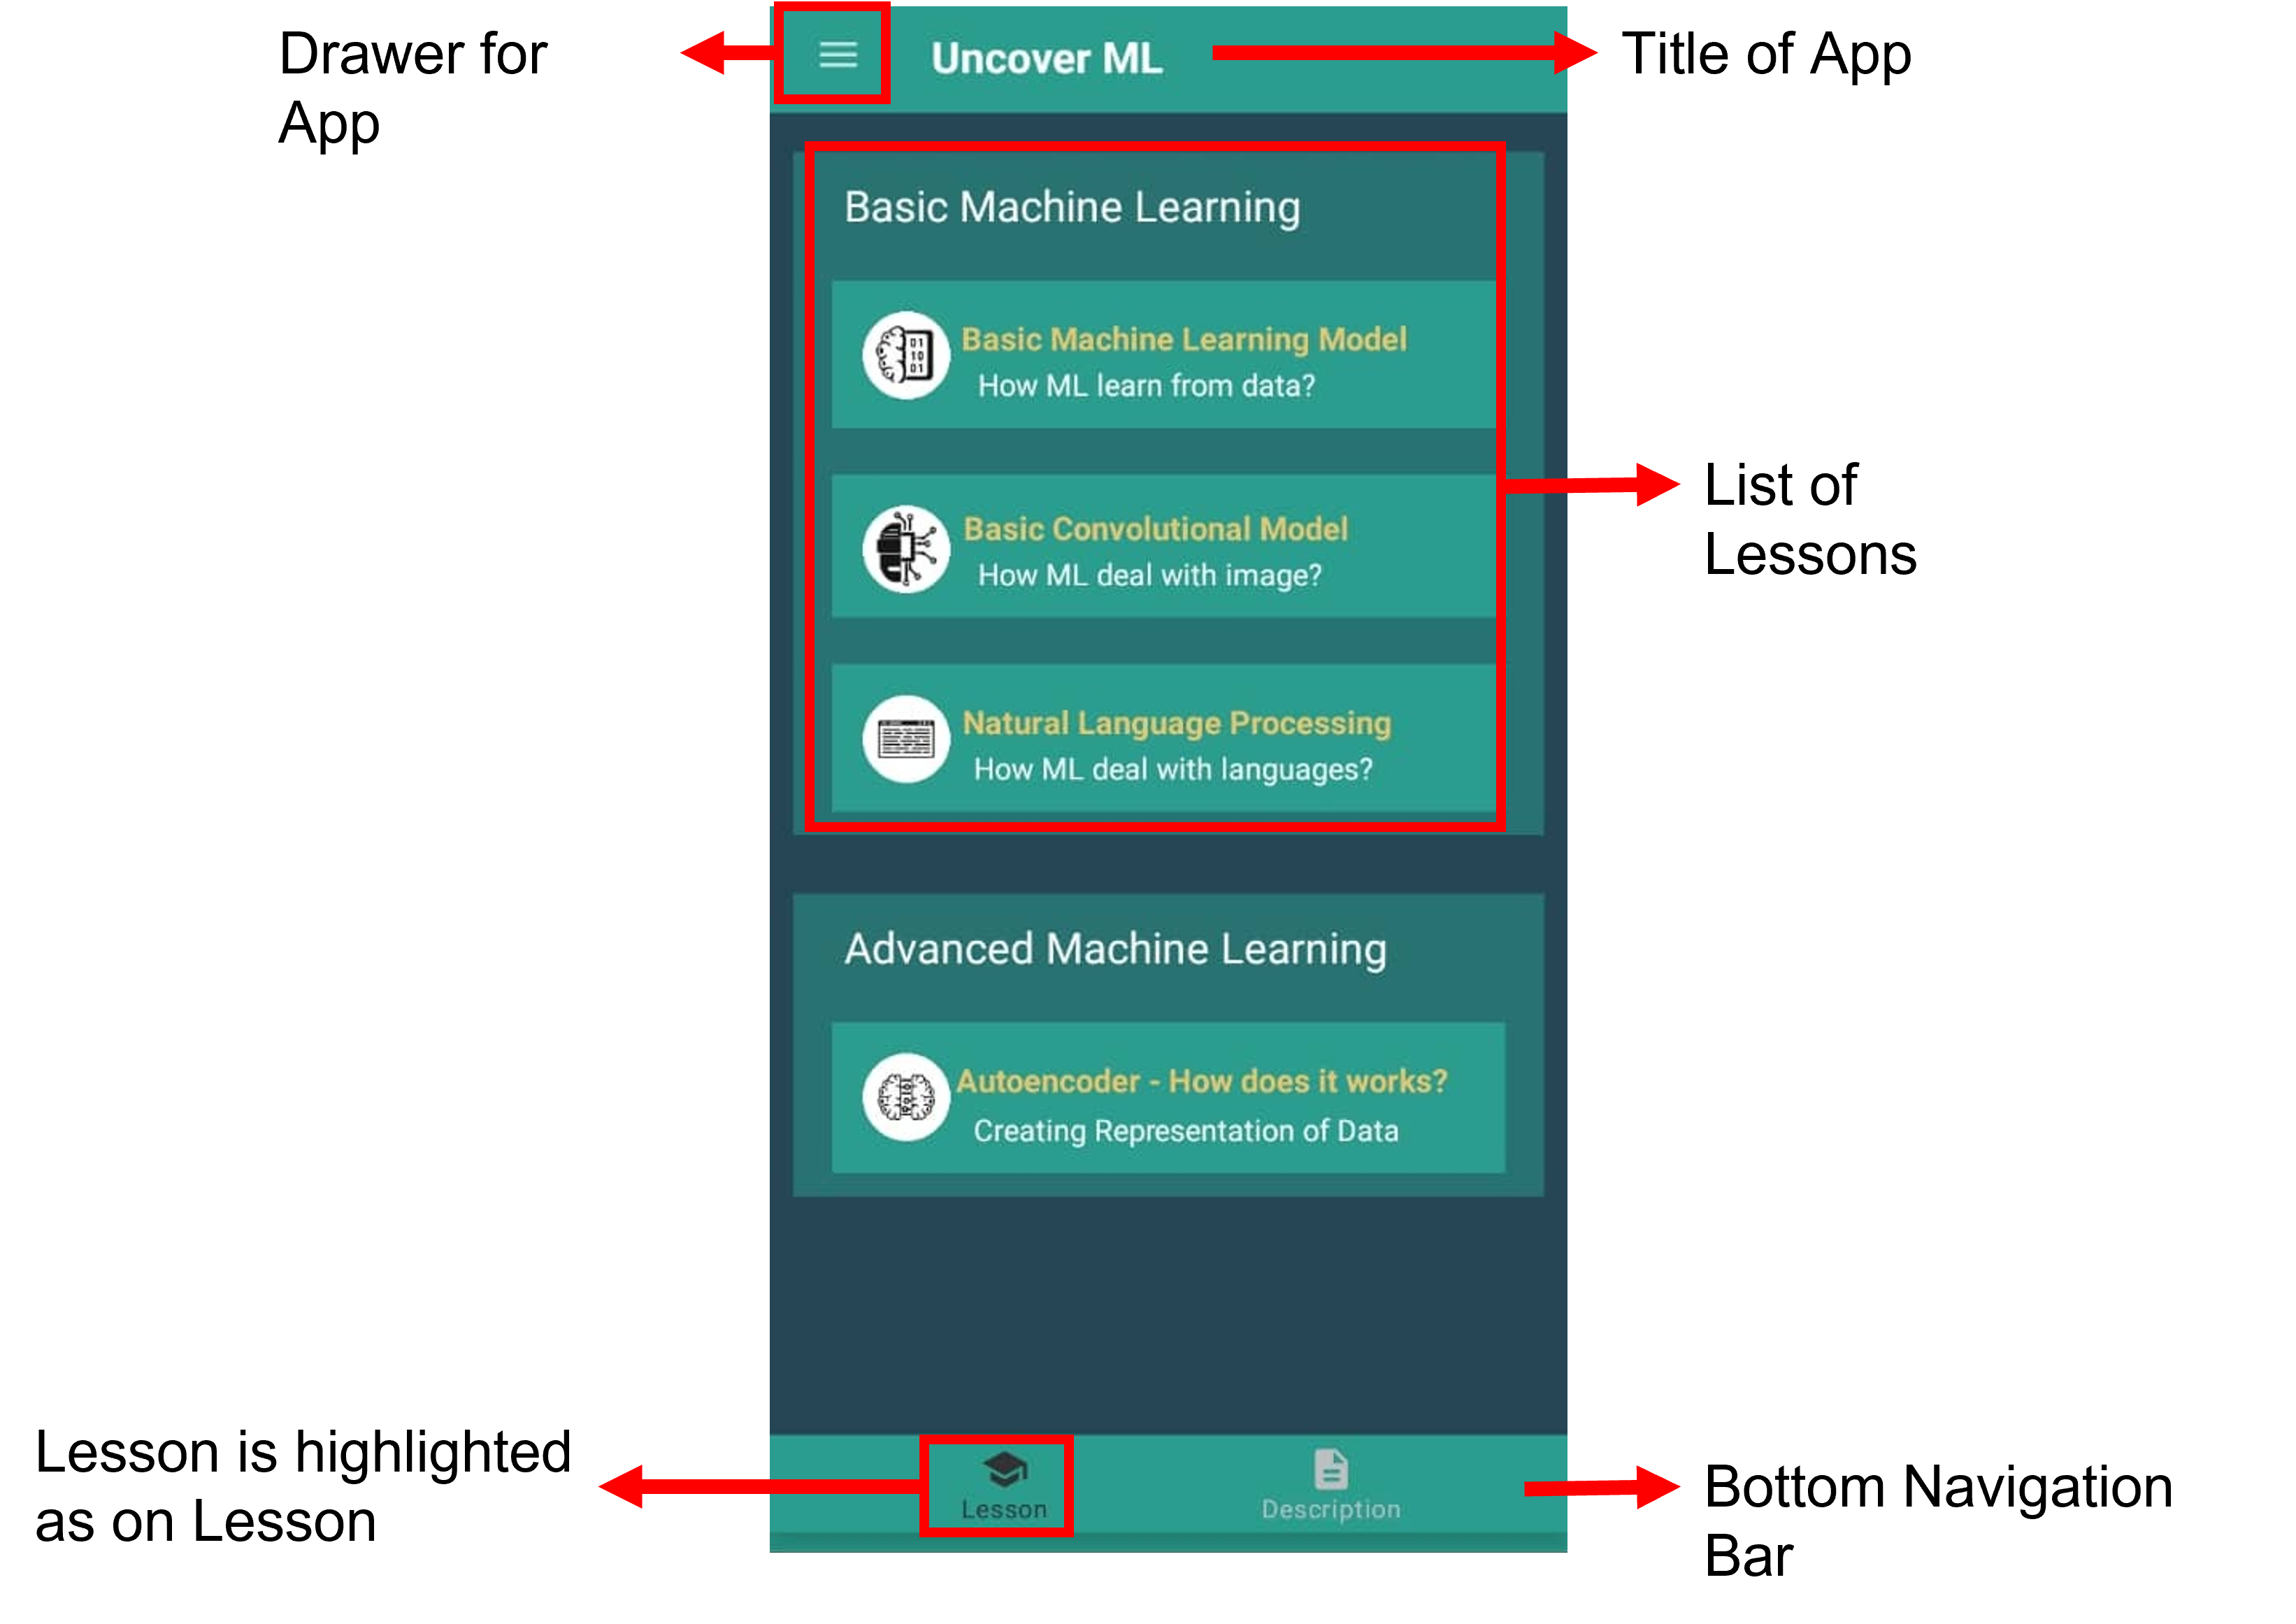 Drawer for
App
Uncover ML
Title of App
Basic Machine Learning
Basic Machine Learning Model
How ML learn from data?
Basic Convolutional Model
How ML deal with image?
List of
Lessons
Natural Language Processing
How ML deal with languages?
Advanced Machine Learning
Autoencoder - How does it works?
Creating Representation of Data
Lesson is highlighted
as on Lesson
Lesson
Description
Bottom Navigation
Bar